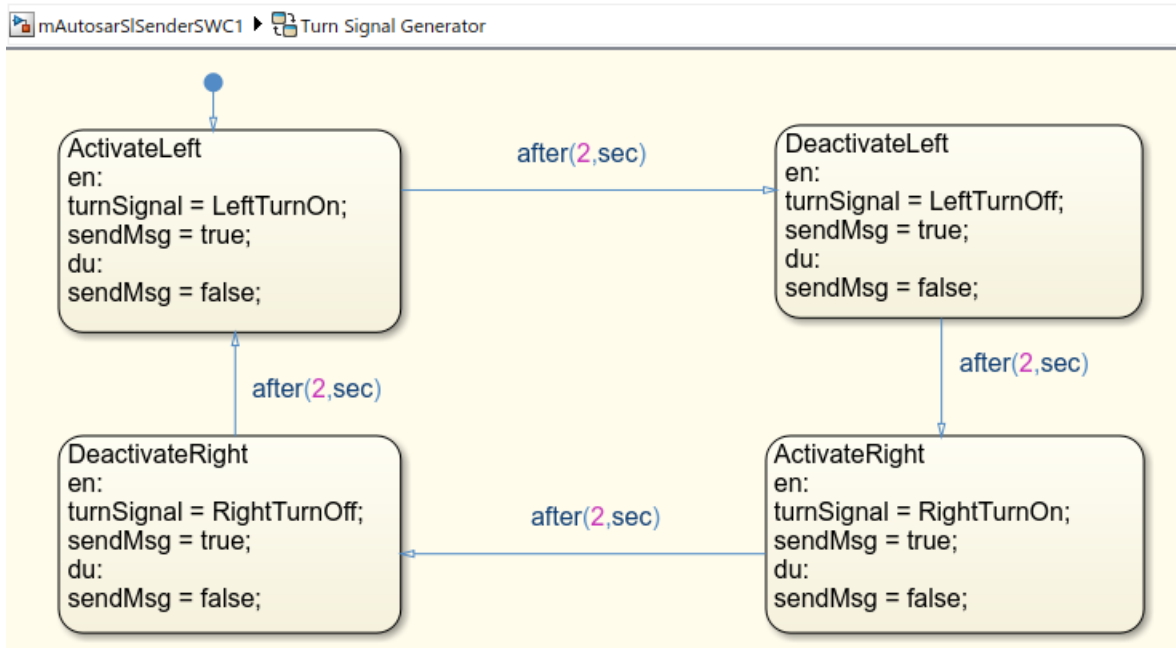 mAutosarSlSenderSWC1 Turn Signal Generator
ActivateLeft
en:
turnSignal = LeftTurnOn;
sendMsg = true;
du:
sendMsg = false;
after(2,sec)
DeactivateLeft
en:
turnSignal = LeftTurnOff;
sendMsg = true;
du:
sendMsg = false;
after(2,sec)
after(2,sec)
DeactivateRight
en:
turnSignal = RightTurnOff;
sendMsg = true;
du:
sendMsg = false;
after(2,sec)
ActivateRight
en:
turnSignal = RightTurnOn;
sendMsg = true;
du:
sendMsg = false;